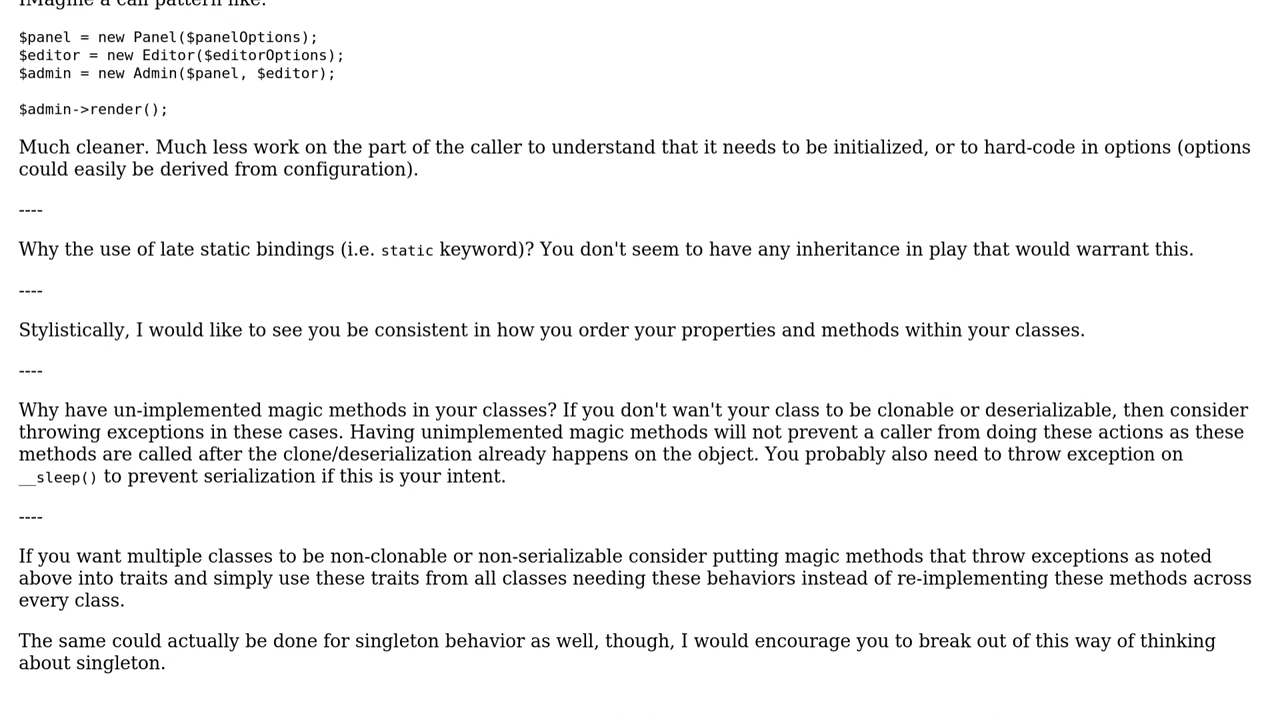 IMagine a call pattern like:
$panel = new Panel($panelOptions);
$editor = new Editor($editorOptions);
$admin = new Admin($panel, $editor);
$admin->render();
Much cleaner. Much less work on the part of the caller to understand that it needs to be initialized, or to hard-code in options (options
could easily be derived from configuration).
----
Why the use of late static bindings (i.e. static keyword)? You don't seem to have any inheritance in play that would warrant this.
----
Stylistically, I would like to see you be consistent in how you order your properties and methods within your classes.
----
Why have un-implemented magic methods in your classes? If you don't wan't your class to be clonable or deserializable, then consider
throwing exceptions in these cases. Having unimplemented magic methods will not prevent a caller from doing these actions as these
methods are called after the clone/deserialization already happens on the object. You probably also need to throw exception on
__sleep() to prevent serialization if this is your intent.
----
If you want multiple classes to be non-clonable or non-serializable consider putting magic methods that throw exceptions as noted
above into traits and simply use these traits from all classes needing these behaviors instead of re-implementing these methods across
every class.
The same could actually be done for singleton behavior as well, though, I would encourage you to break out of this way of thinking
about singleton.